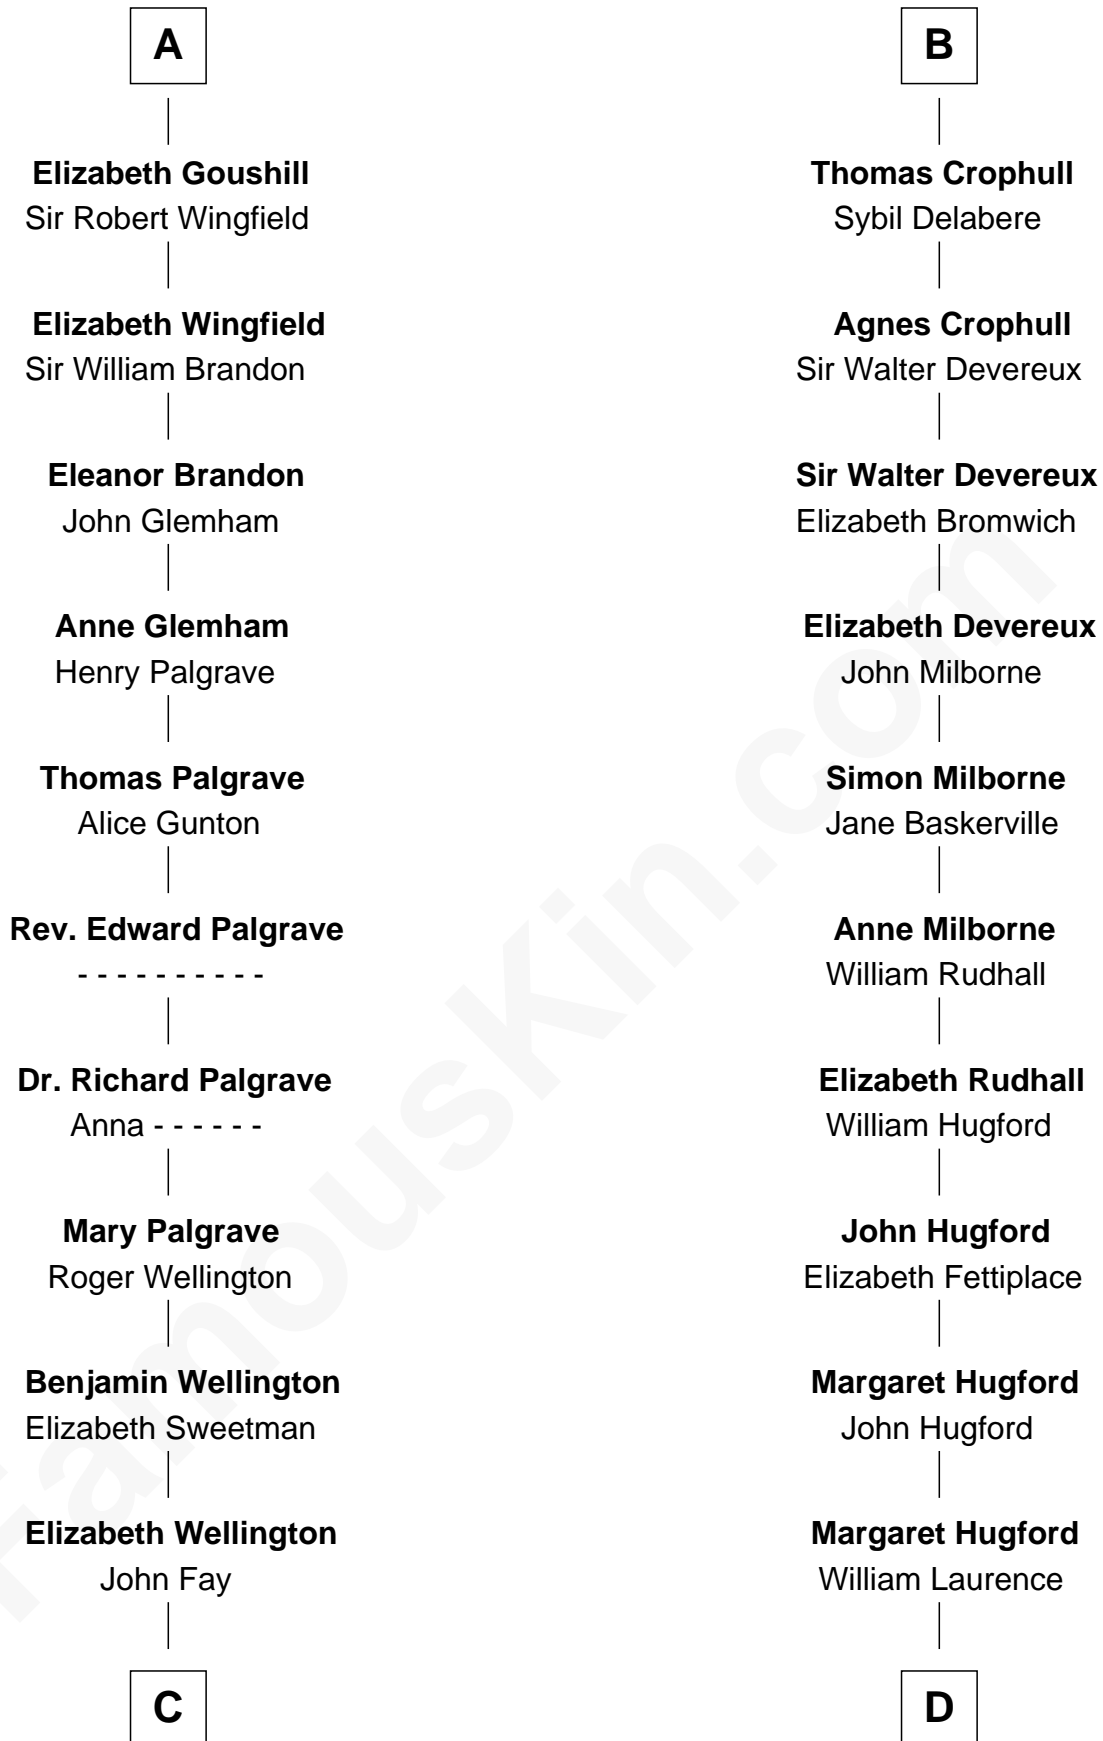 A
Elizabeth Goushill
Sir Robert Wingfield
Elizabeth Wingfield
Sir William Brandon
Eleanor Brandon
John Glemham
Anne Glemham
Henry Palgrave
Thomas Palgrave
Alice Gunton
Rev. Edward Palgrave
- - - - - - - - - -
Dr. Richard Palgrave
Anna - - - - - -
Mary Palgrave
Roger Wellington
Benjamin Wellington
Elizabeth Sweetman
Elizabeth Wellington
John Fay
C
B
Thomas Crophull
Sybil Delabere
Agnes Crophull
Sir Walter Devereux
Sir Walter Devereux
Elizabeth Bromwich
Elizabeth Devereux
John Milborne
Simon Milborne
Jane Baskerville
Anne Milborne
William Rudhall
Elizabeth Rudhall
William Hugford
John Hugford
Elizabeth Fettiplace
Margaret Hugford
John Hugford
Margaret Hugford
William Laurence
D
FamousKin.com